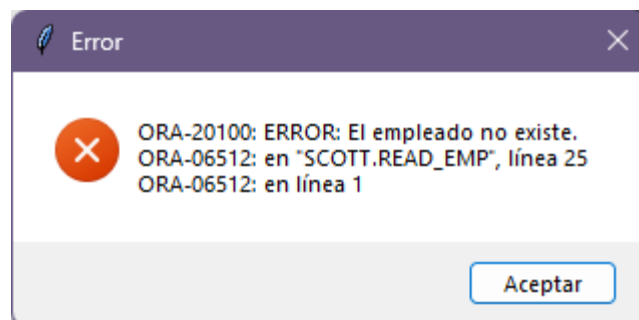 Error
ORA-20100: ERROR: El empleado no existe.
ORA-06512: en "SCOTT.READ_EMP", línea 25
ORA-06512: en línea 1
Aceptar